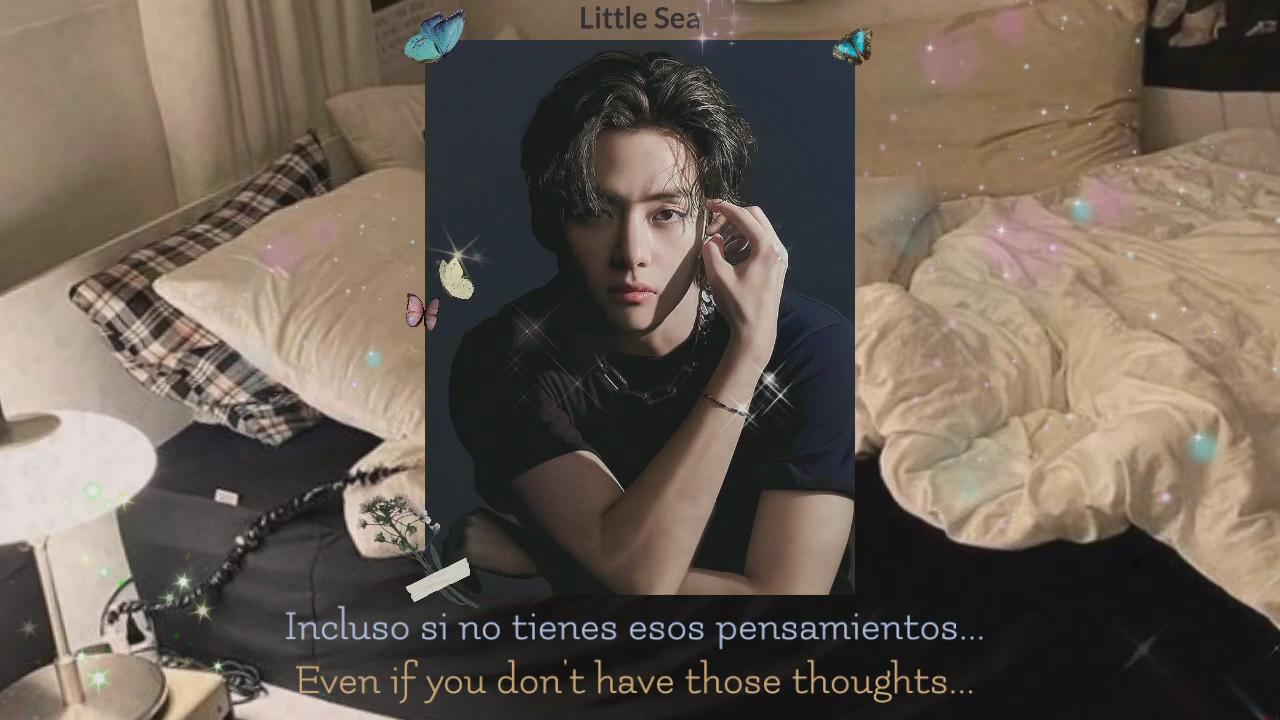 Little Sea
Incluso si no tienes esos pensamientos...
Even if you don't have those thoughts...